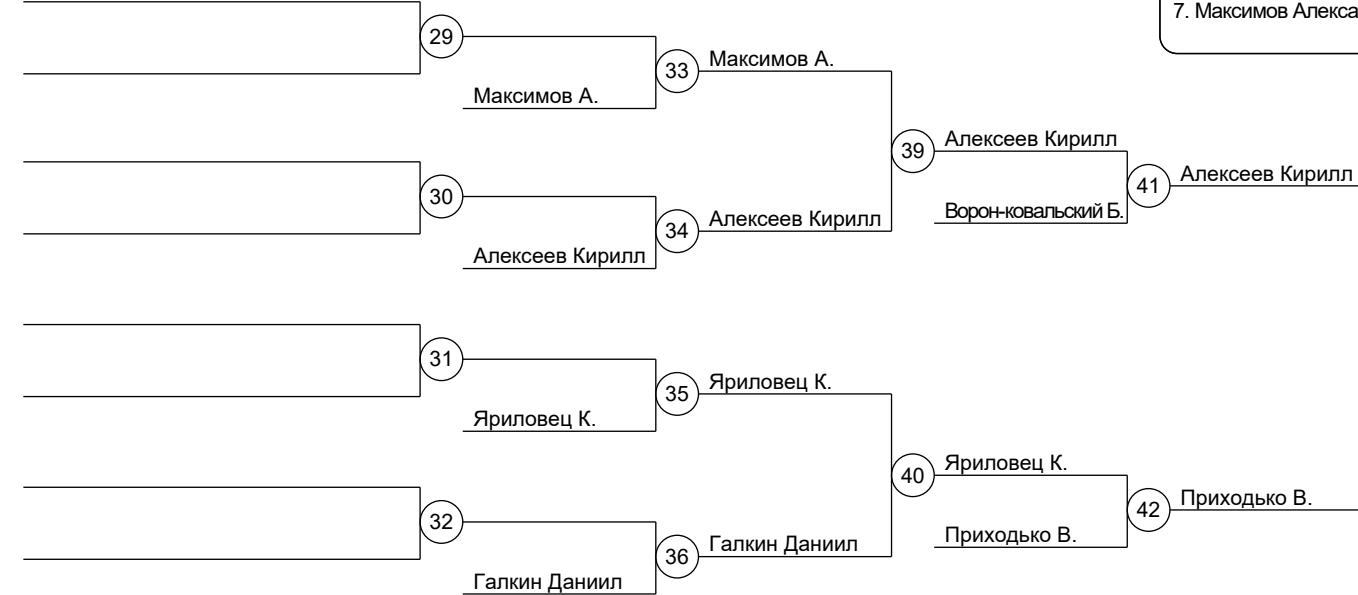 7. Максимов Алекса
29
33
Максимов А.
Максимов А.
39
Алексеев Кирилл
30
41
Алексеев Кирилл
Ворон-ковальский Б.
34
Алексеев Кирилл
Алексеев Кирилл
31
35
Яриловец К.
Яриловец К.
40
Яриловец К.
32
42
Приходько В.
Приходько В.
36
Галкин Даниил
Галкин Даниил